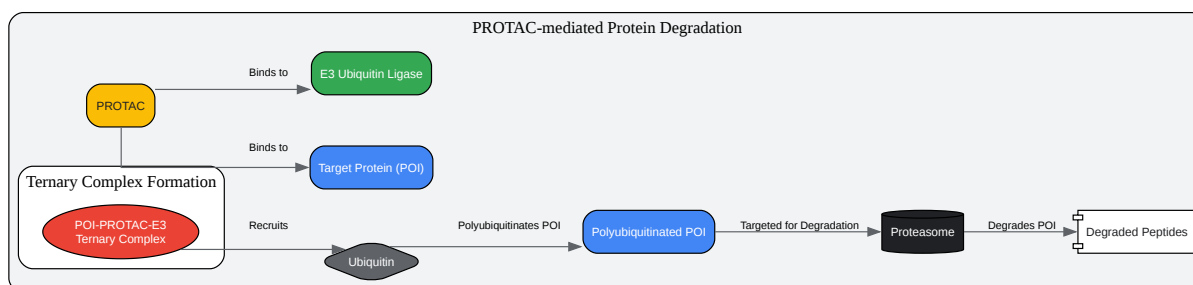 PROTAC-mediated Protein Degradation
Binds to
E3 Ubiquitin Ligase
PROTAC
Binds to
Target Protein (POI)
Ternary Complex Formation
POI-PROTAC-E3
Ternary Complex
Recruits
Ubiquitin
Polyubiquitinates POI
Polyubiquitinated POI
Targeted for Degradation
Proteasome
Degrades POI
Degraded Peptides